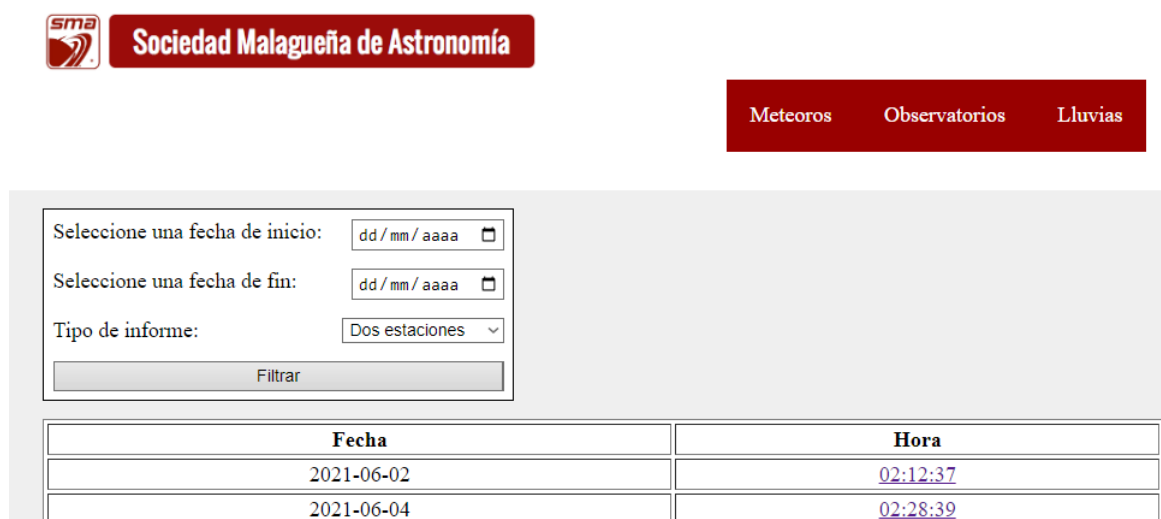 sma
Sociedad Malagueña de Astronomía
Meteoros Observatorios Lluvias
Seleccione una fecha de inicio: dd/mm/aaaa
Seleccione una fecha de fin: dd/mm/aaaa
Tipo de informe: Dos estaciones
Filtrar
Fecha Hora
2021-06-02 02:12:37
2021-06-04 02:28:39